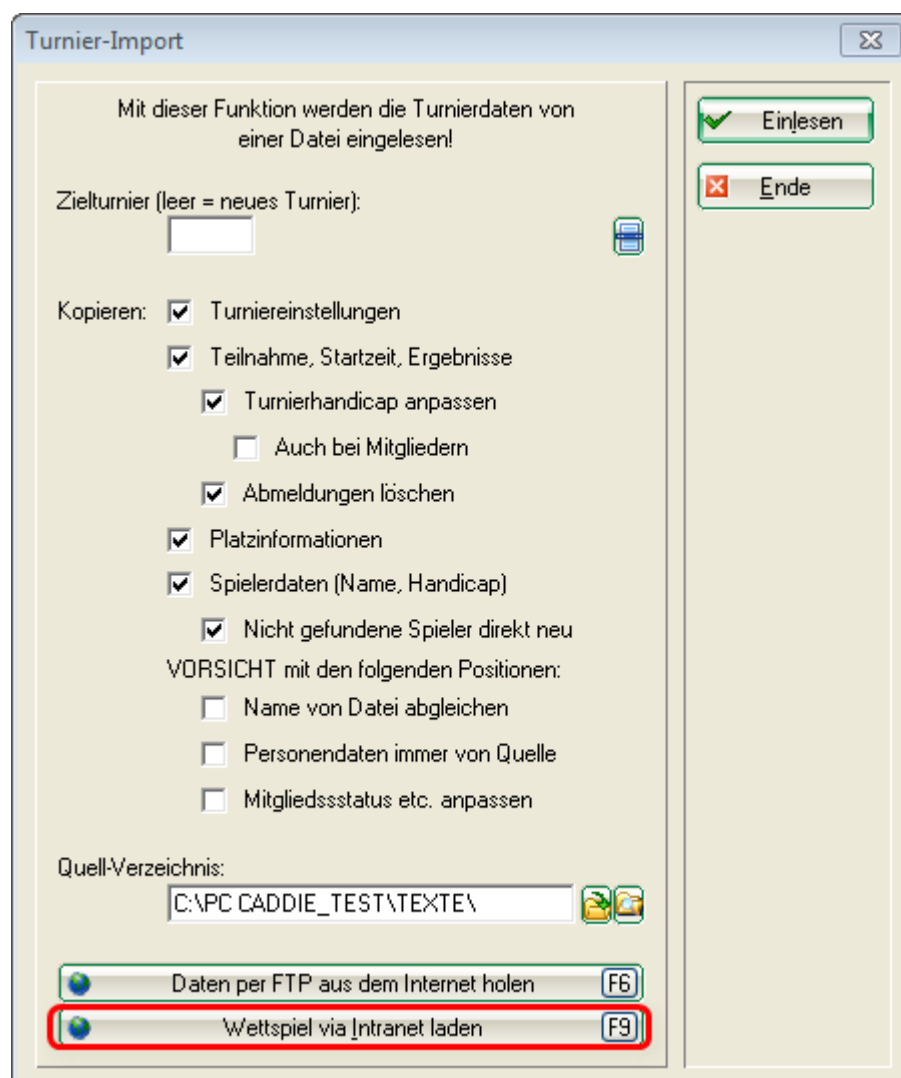 Turnier-Import
Mit dieser Funktion werden die Turnierdaten von
einer Datei eingelesen!
Einlesen
Ende
Zielturnier (leer = neues Turnier):
Kopieren: Turniereinstellungen
Teilnahme, Startzeit, Ergebnisse
Turnierhandicap anpassen
Auch bei Mitgliedern
Abmeldungen löschen
Platzinformationen
Spielerdaten (Name, Handicap)
Nicht gefundene Spieler direkt neu
VORSICHT mit den folgenden Positionen:
Name von Datei abgleichen
Personendaten immer von Quelle
Mitgliedssstatus etc. anpassen
Quell-Verzeichnis:
C:\PC CADDIE_TEST\TEXTE\
Daten per FTP aus dem Internet holen F6
Wettspiel via Intranet laden F9